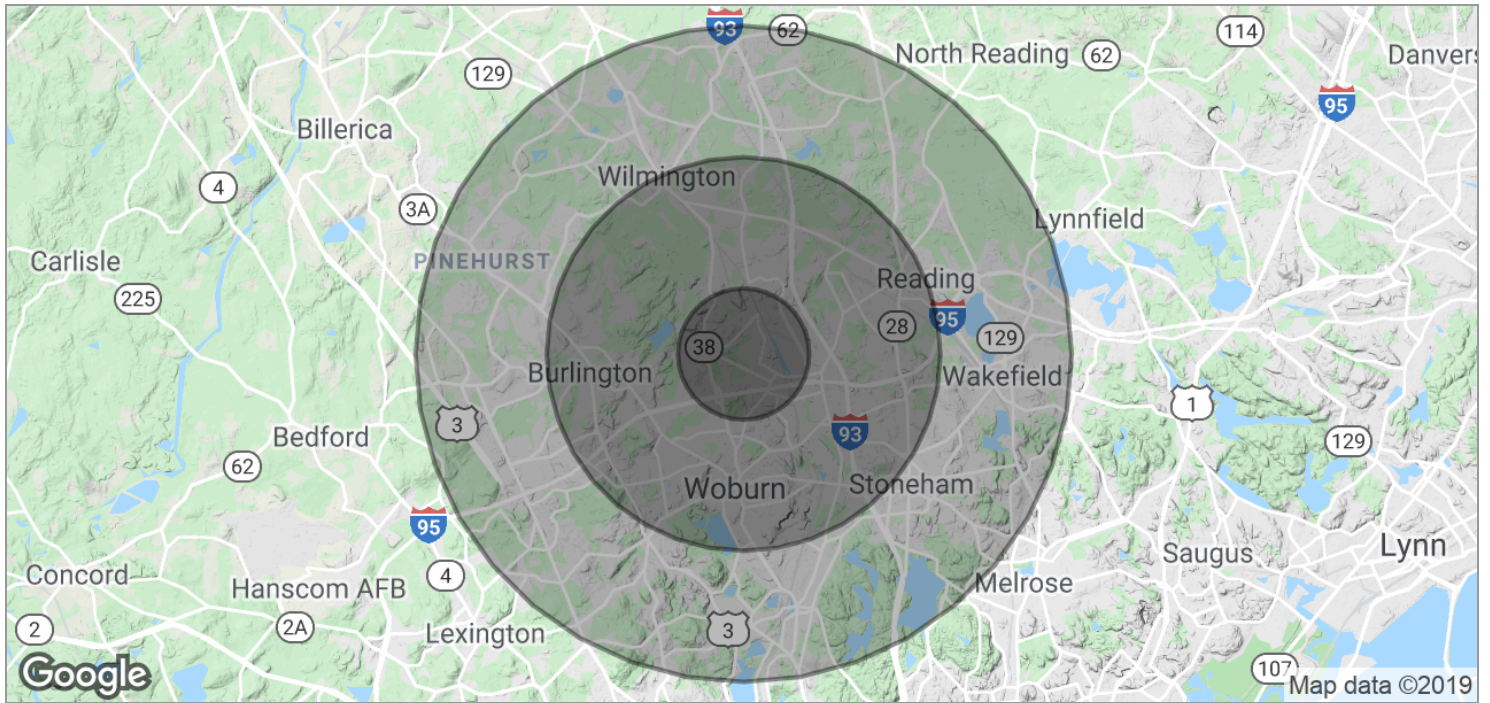 93
62
114
North Reading
62
Danvers
129
95
Billerica
Wilmington
4
3A
Lynnfield
Carlisle
PINEHURST
Reading
225
28
95
129
38
Burlington
Wakefield
1
3
Bedford
93
129
62
Woburn
Stoneham
95
Lynn
Saugus
Concord
4
Hanscom AFB
Melrose
2
2A
Lexington
3
Google
107
Map data ©2019